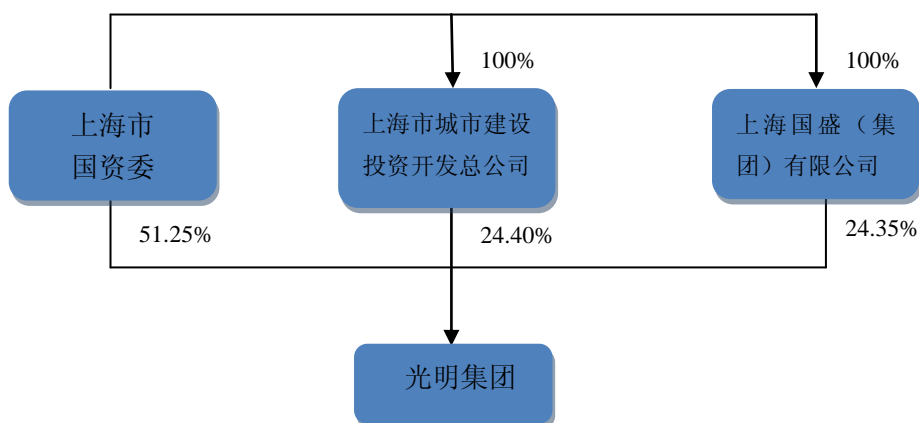 100%
100%
上海市
国资委
上海市城市建设
投资开发总公司
上海国盛（集
团）有限公司
51.25%
24.40%
24.35%
光明集团